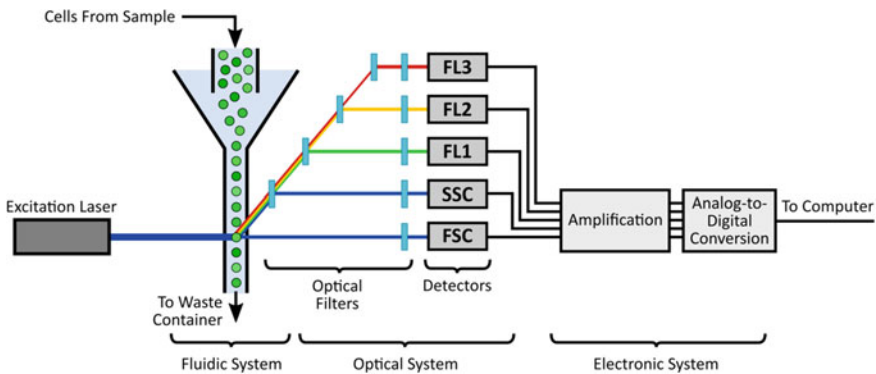 Cells From Sample
FL3
FL2
FL1
SSC
FSC
Excitation Laser
Amplification
Analog-to-
Digital
Conversion
To Computer
To Waste
Container
Optical
Filters
Detectors
Fluidic System
Optical System
Electronic System